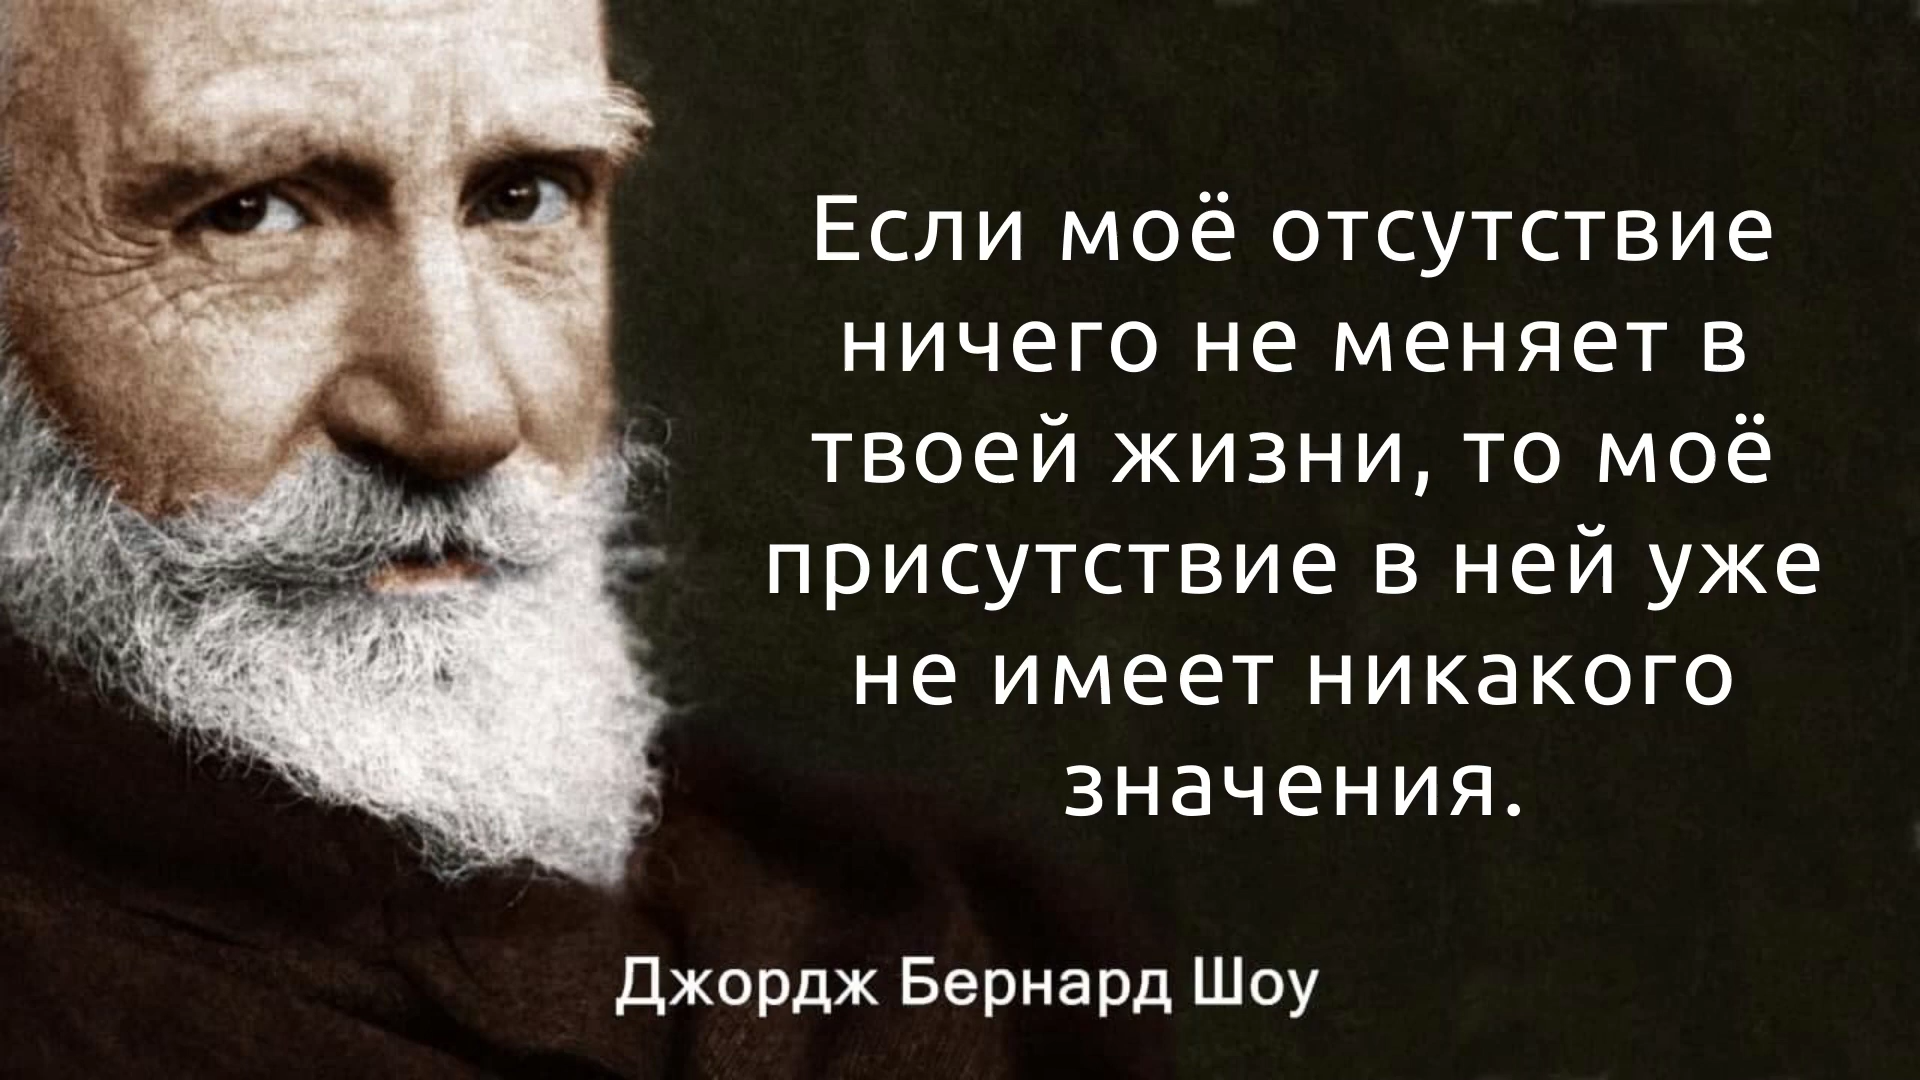 Если моё отсутствие
ничего не меняет в
твоей жизни, то моё
присутствие в ней уже
не имеет никакого
значения.
Джордж Бернард Шоу